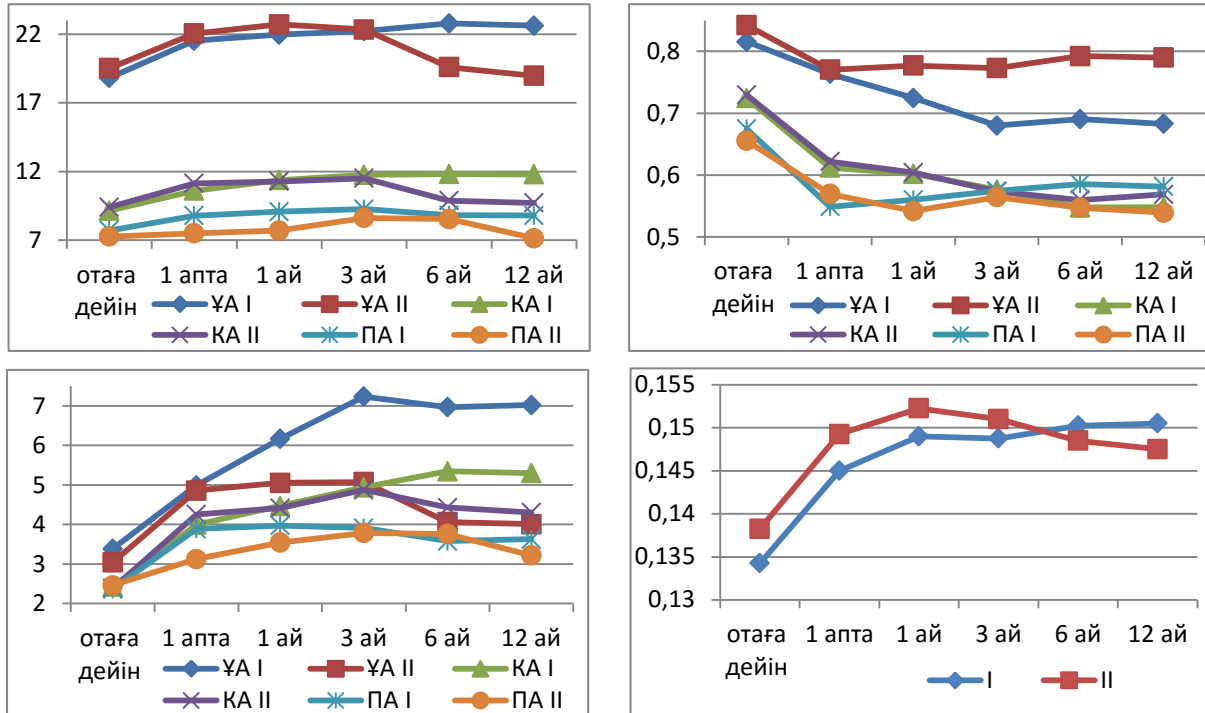 22
17
12
7
отаға дейін 1 апта 1 ай 3 ай 6 ай 12 ай
ҰА I ҰА II КА I
КА II ПА I ПА II
0,8
0,7
0,6
0,5
отаға дейін 1 апта 1 ай 3 ай 6 ай 12 ай
ҰА I ҰА II КА I
КА II ПА I ПА II
7
6
5
4
3
2
отаға дейін 1 апта 1 ай 3 ай 6 ай 12 ай
ҰА I ҰА II КА I
КА II ПА I ПА II
0,155
0,15
0,145
0,14
0,135
0,13
отаға дейін 1 апта 1 ай 3 ай 6 ай 12 ай
I II